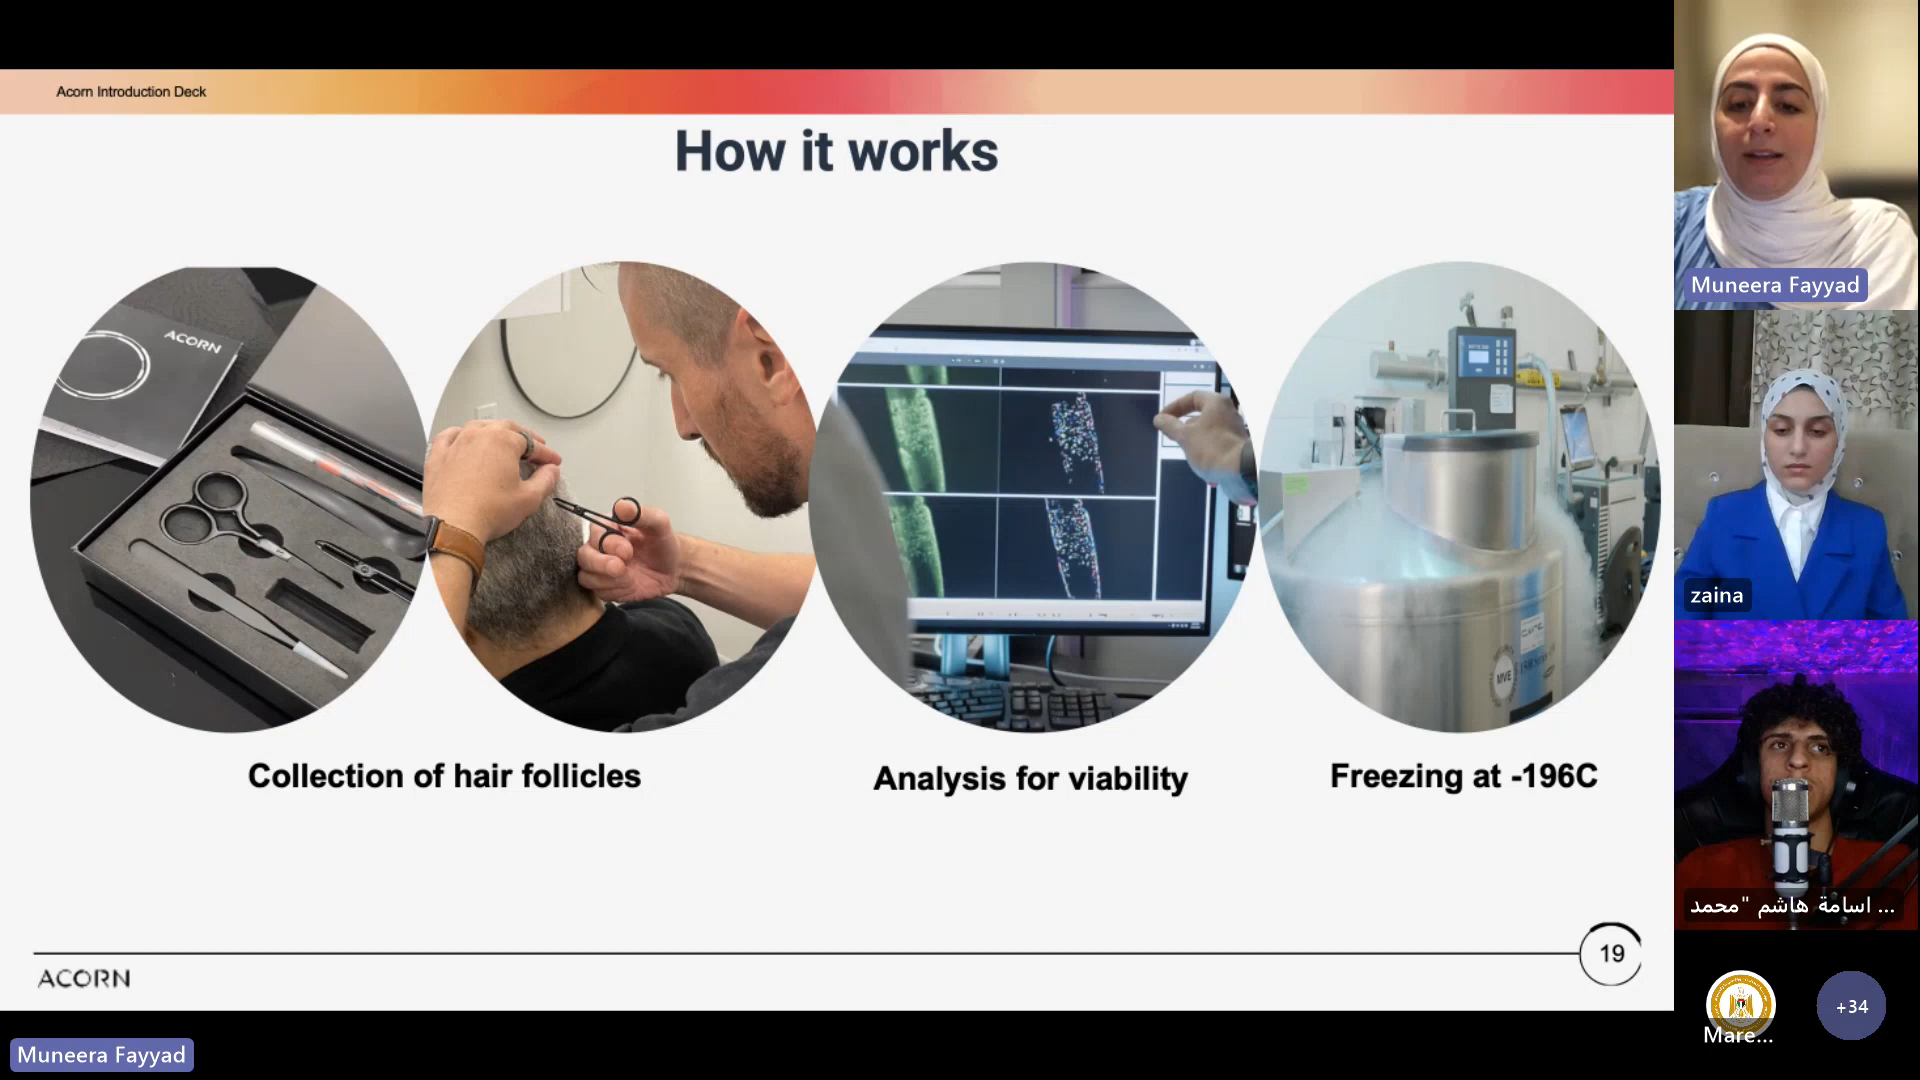 Acorn Introduction Deck
How it works
ACORN
MVE
Collection of hair follicles
Analysis for viability
Freezing at -196C
19
ACORN
Muneera Fayyad
Muneera Fayyad
zaina
اسامة هاشم "محمد ...
Mare...
+34